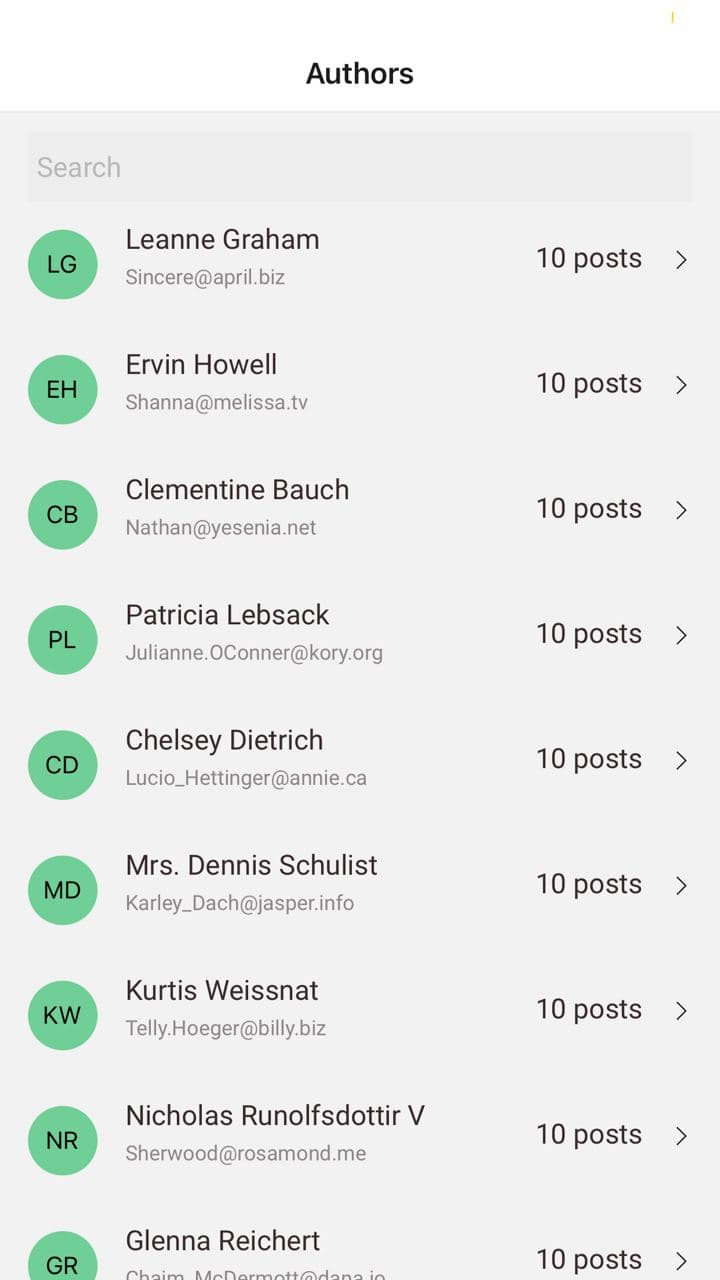 Authors
Search
LG
Leanne Graham
Sincere@april.biz
10 posts
EH
Ervin Howell
Shanna@melissa.tv
10 posts
CB
Clementine Bauch
Nathan@yesenia.net
10 posts
PL
Patricia Lebsack
Julianne.OConner@kory.org
10 posts
CD
Chelsey Dietrich
Lucio_Hettinger@annie.ca
10 posts
MD
Mrs. Dennis Schulist
Karley_Dach@jasper.info
10 posts
KW
Kurtis Weissnat
Telly.Hoeger@billy.biz
10 posts
NR
Nicholas Runolfsdottir V
Sherwood@rosamond.me
10 posts
GR
Glenna Reichert
Chaim_McDermott@dana.io
10 posts